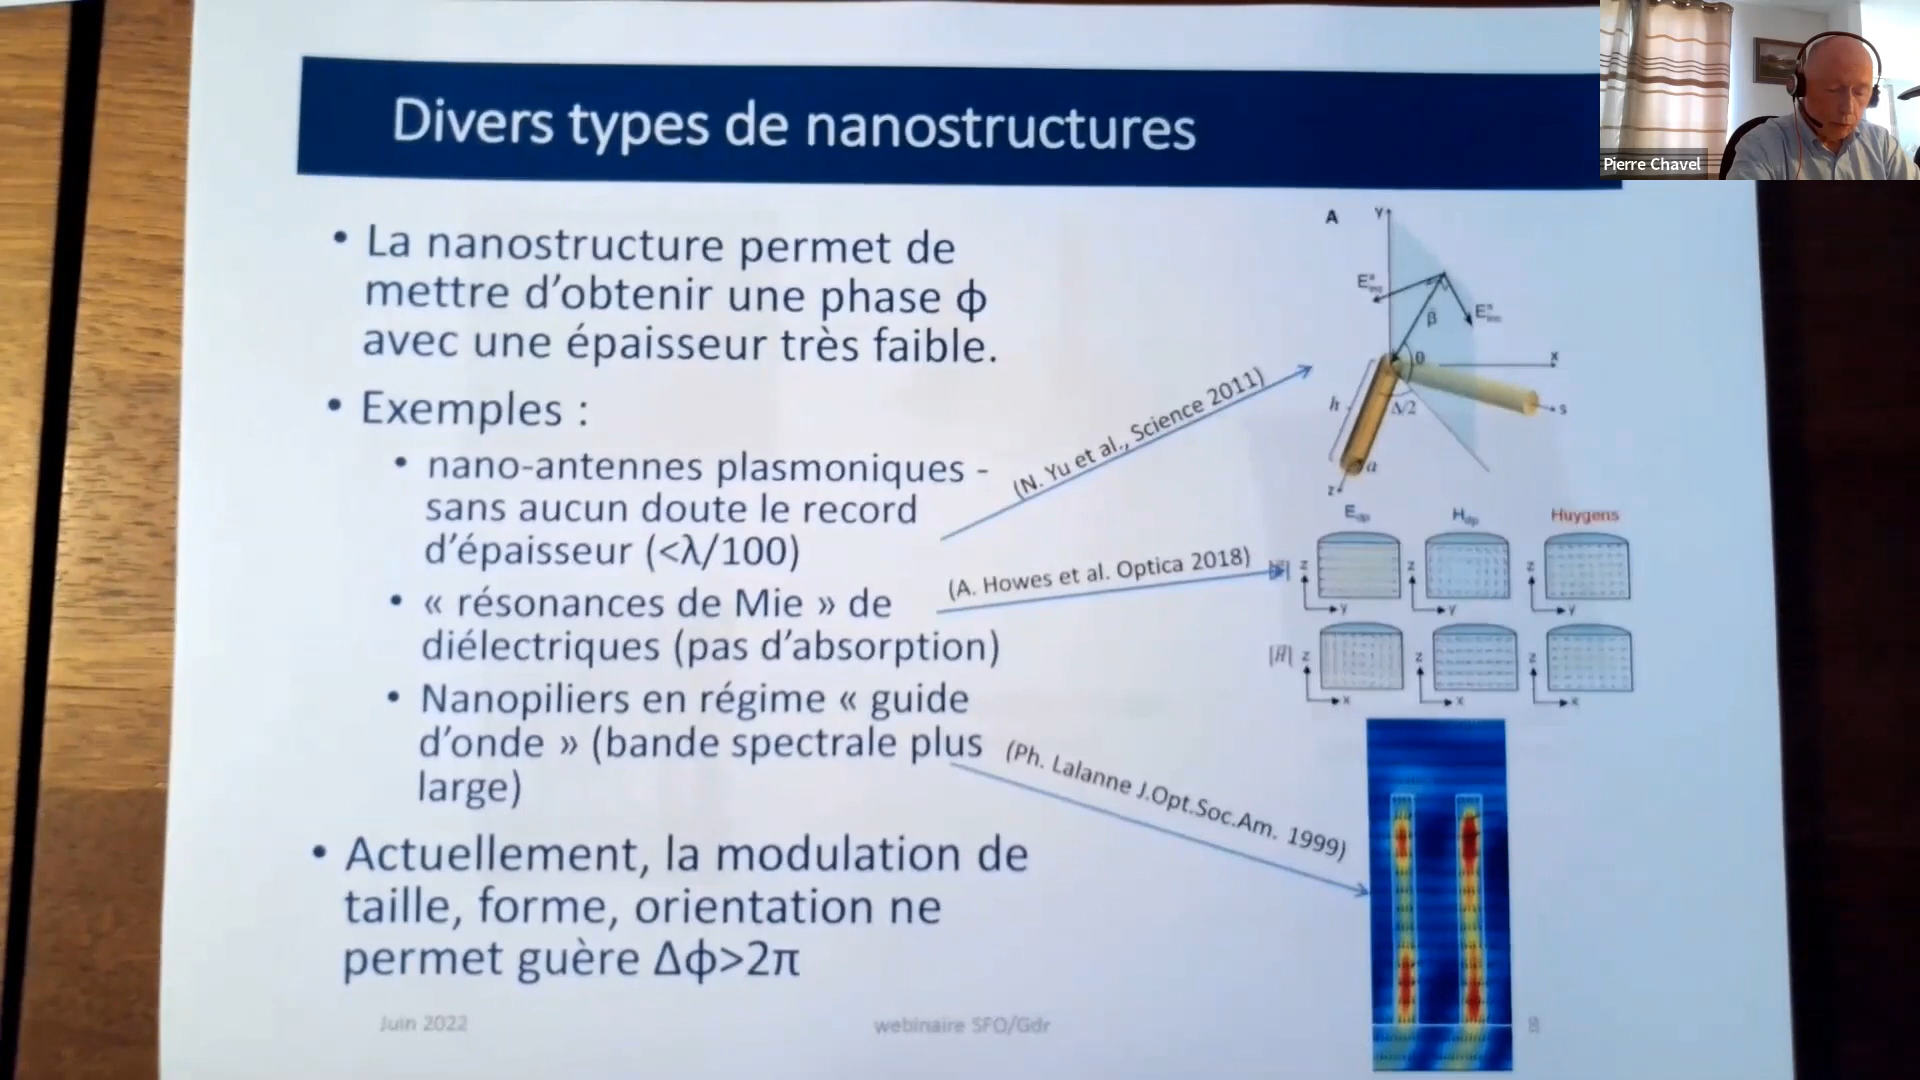 Divers types de nanostructures
Pierre Chavel
• La nanostructure permet de
mettre d’obtenir une phase ϕ
avec une épaisseur très faible.
• Exemples :
• nano-antennes plasmoniques -
sans aucun doute le record
d’épaisseur (<λ/100)
• « résonances de Mie » de
diélectriques (pas d’absorption)
• Nanopiliers en régime « guide
d’onde » (bande spectrale plus
large)
• Actuellement, la modulation de
taille, forme, orientation ne
permet guère Δϕ>2π
(N. Yu et al., Science 2011)
(A. Howes et al. Optica 2018)
(Ph. Lalanne J.Opt.Soc.Am. 1999)
A
Y
β
θ
x
h
Δ/2
s
a
z
Huygens
z z z
y y y
|H| z z z
x x x
Juin 2022
webinaire SFO/Gdr